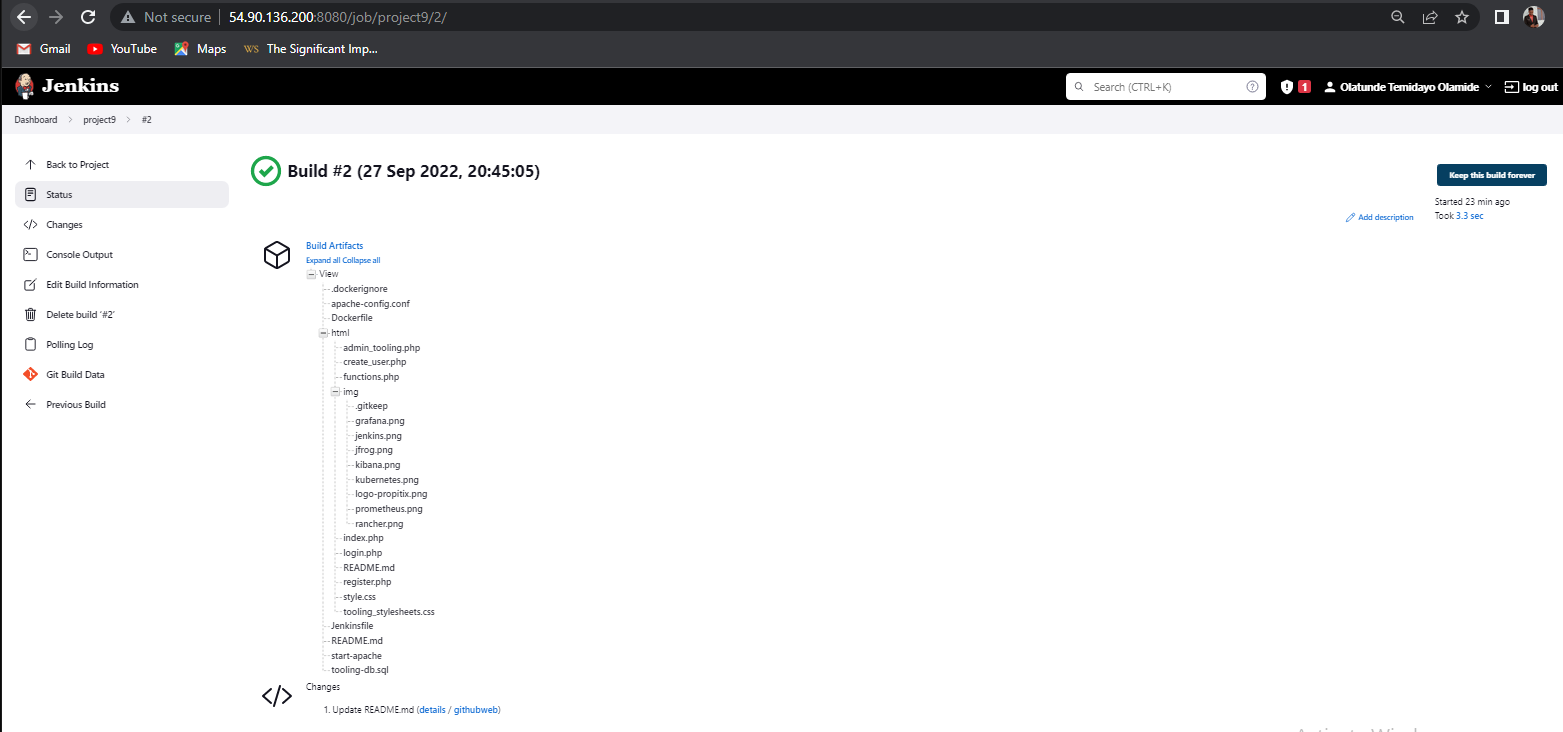 Not secure 54.90.136.200:8080/job/project9/2/
Gmail YouTube Maps WS The Significant Imp...
Jenkins Search (CTRL+K) 1 Olatunde Temidayo Olamide log out
Dashboard project9 #2
Back to Project
Status
Changes
Console Output
Edit Build Information
Delete build '#2'
Polling Log
Git Build Data
Previous Build
Build #2 (27 Sep 2022, 20:45:05)
Keep this build forever
Started 23 min ago
Took 3.3 sec
Add description
Build Artifacts
Expand all Collapse all
View
.dockerignore
apache-config.conf
Dockerfile
html
admin_tooling.php
create_user.php
functions.php
img
.gitkeep
grafana.png
jenkins.png
jfrog.png
kibana.png
kubernetes.png
logo-propitix.png
prometheus.png
rancher.png
index.php
login.php
README.md
register.php
style.css
tooling_stylesheets.css
Jenkinsfile
README.md
start-apache
tooling-db.sql
Changes
1. Update README.md (details / githubweb)